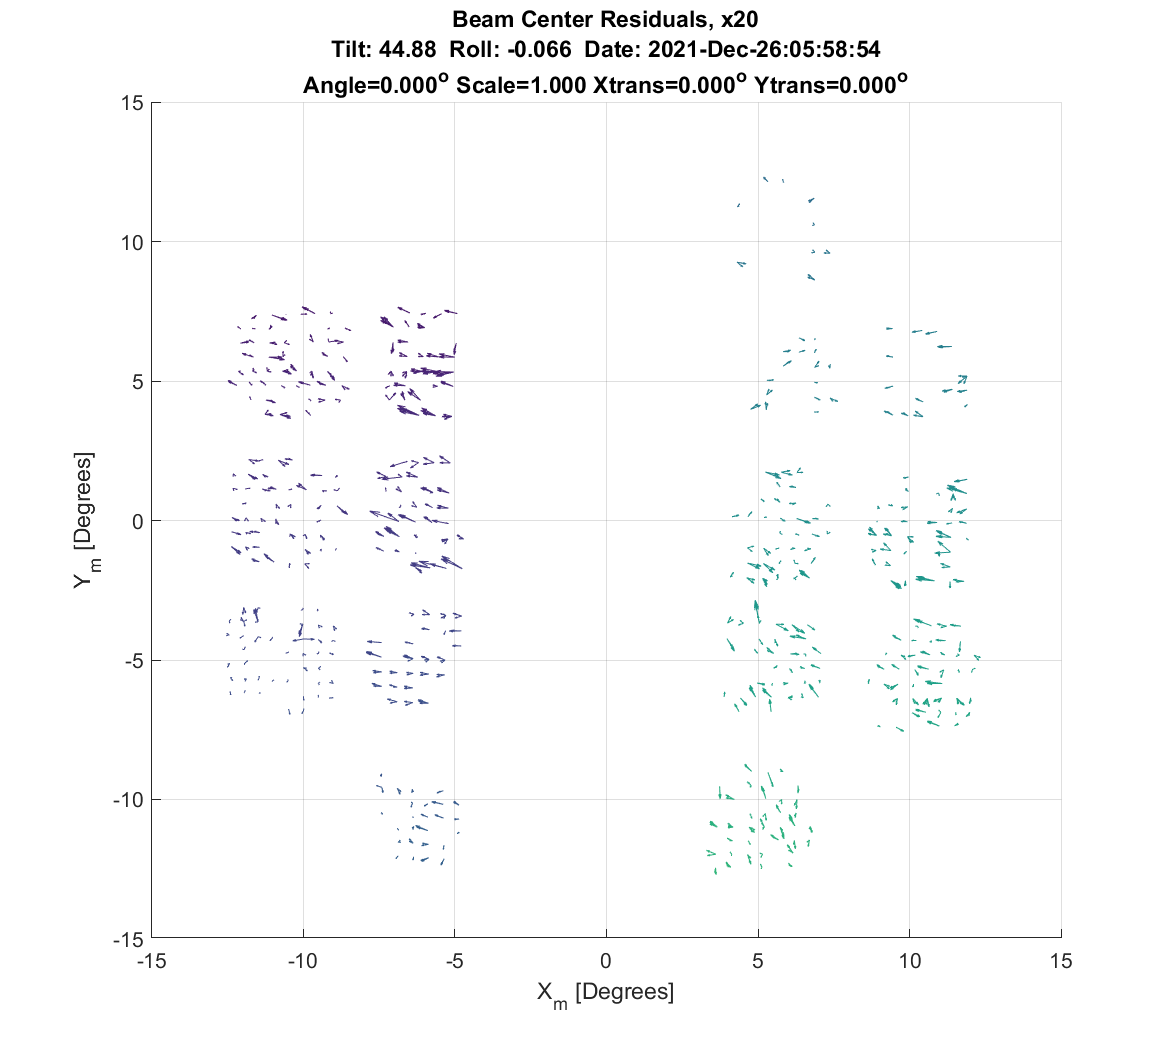 Beam Center Residuals, x20
Tilt: 44.88 Roll: -0.066 Date: 2021-Dec-26:05:58:54
Angle=0.000° Scale=1.000 Xtrans=0.000° Ytrans=0.000°
15
10
5
0
-5
-10
-15
Y_m [Degrees]
-15 -10 -5 0 5 10 15
X_m [Degrees]